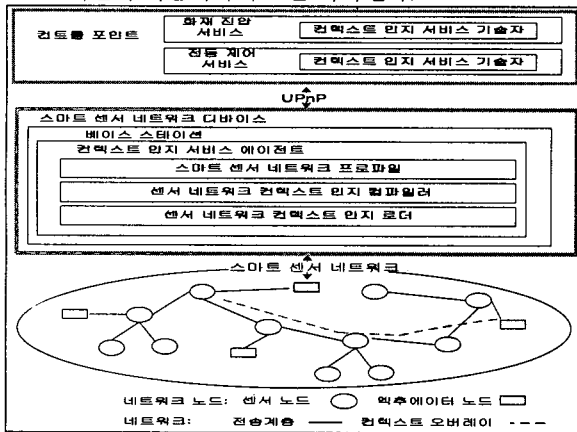 컨트롤 포인트
화재 진압 서비스
컨텍스트 인지 서비스 기술자
전등 제어 서비스
컨텍스트 인지 서비스 기술자
UPnP
스마트 센서 네트워크 디바이스
베이스 스테이션
컨텍스트 인지 서비스 에이전트
스마트 센서 네트워크 프로파일
센서 네트워크 컨텍스트 인지 컴파일러
센서 네트워크 컨텍스트 인지 로더
스마트 센서 네트워크
네트워크 노드: 센서 노드 엑추에이터 노드
네트워크: 전송계층 컨텍스트 오버레이